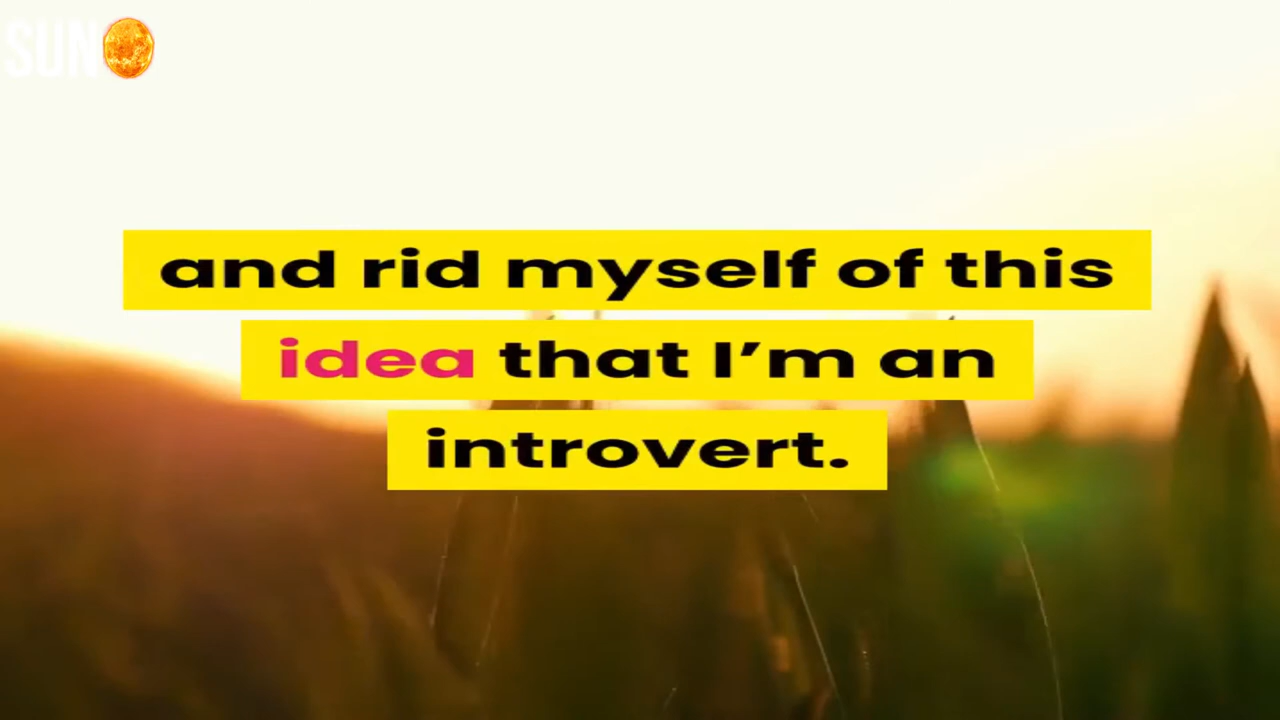 SUN
and rid myself of this
idea that I’m an
introvert.